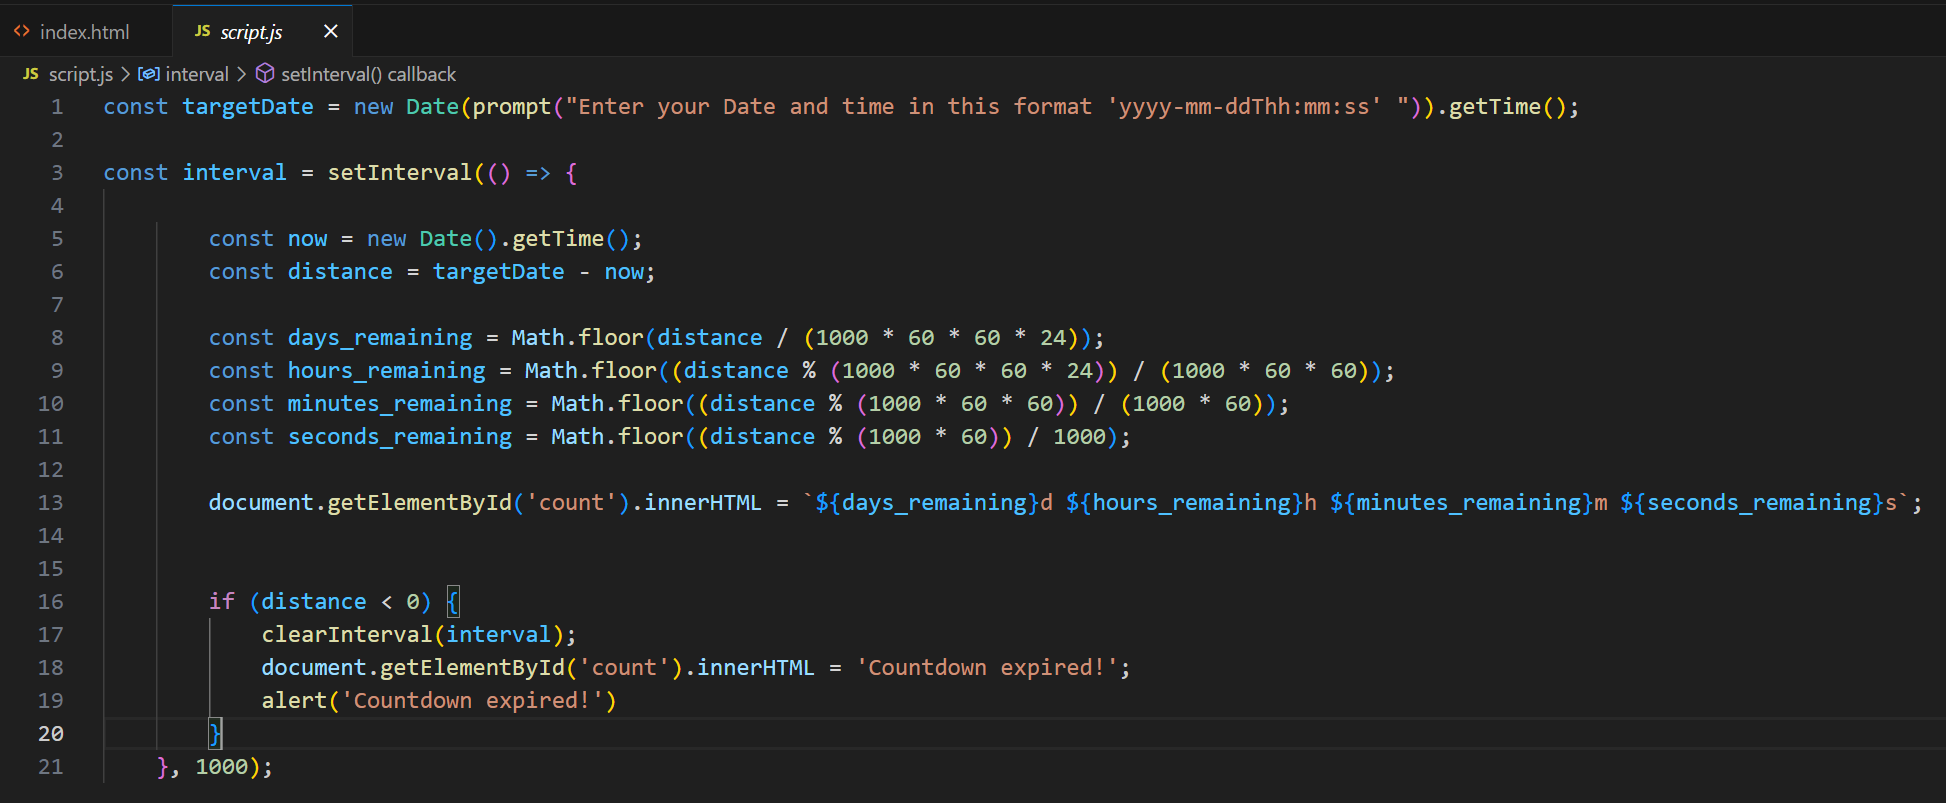 <> index.html JS script.js ×
JS script.js > interval > setInterval() callback
1 const targetDate = new Date(prompt("Enter your Date and time in this format 'yyyy-mm-ddThh:mm:ss' ")).getTime();
2
3 const interval = setInterval(() => {
4
5 const now = new Date().getTime();
6 const distance = targetDate - now;
7
8 const days_remaining = Math.floor(distance / (1000 * 60 * 60 * 24));
9 const hours_remaining = Math.floor((distance % (1000 * 60 * 60 * 24)) / (1000 * 60 * 60));
10 const minutes_remaining = Math.floor((distance % (1000 * 60 * 60)) / (1000 * 60));
11 const seconds_remaining = Math.floor((distance % (1000 * 60)) / 1000);
12
13 document.getElementById('count').innerHTML = `${days_remaining}d ${hours_remaining}h ${minutes_remaining}m ${seconds_remaining}s`;
14
15
16 if (distance < 0) {
17 clearInterval(interval);
18 document.getElementById('count').innerHTML = 'Countdown expired!';
19 alert('Countdown expired!')
20 }
21 }, 1000);